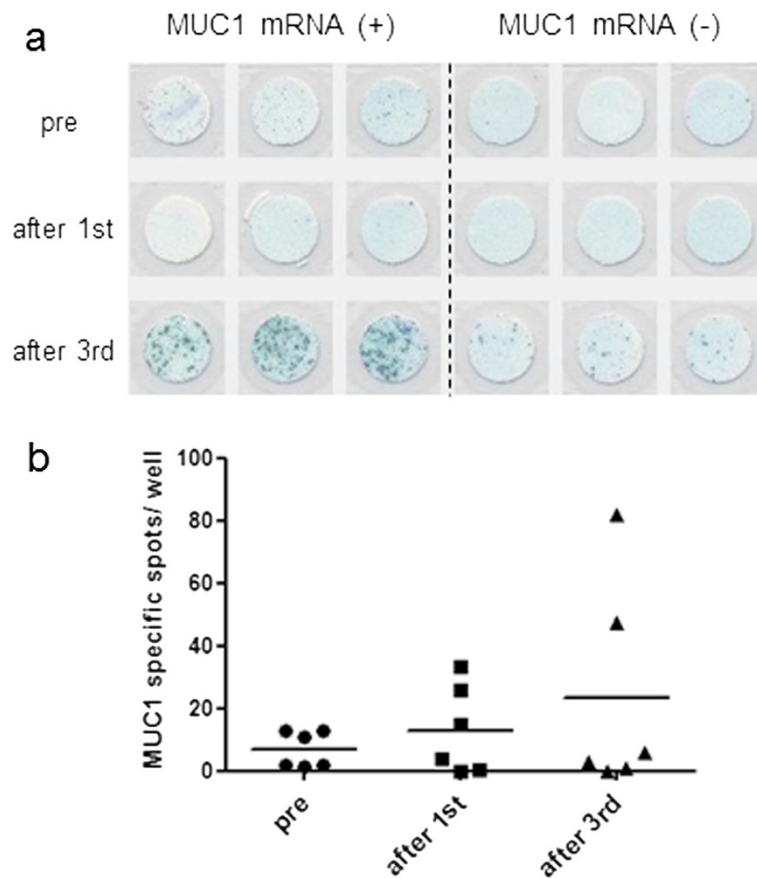 a
MUC1 mRNA (+)
MUC1 mRNA (-)
pre
after 1st
after 3rd
b
MUC1 specific spots/ well
100
80
60
40
20
0
pre
after 1st
after 3rd